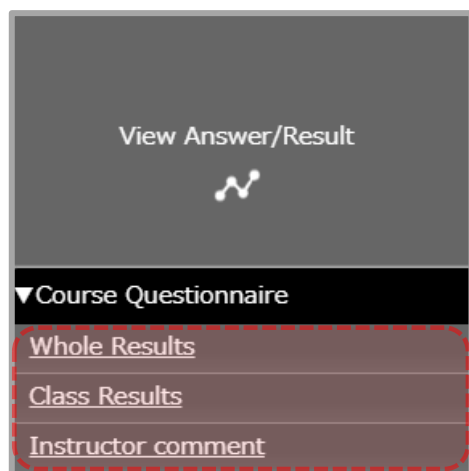 View Answer/Result
▼Course Questionnaire
Whole Results
Class Results
Instructor comment